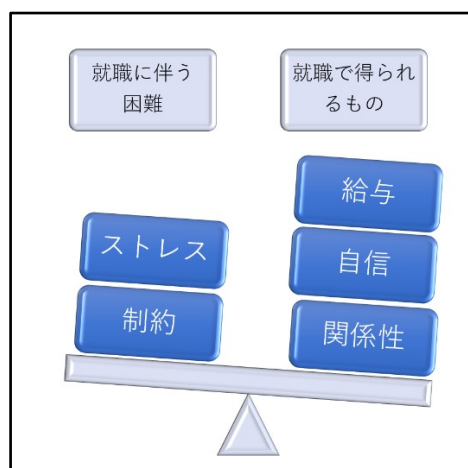 就職に伴う
困難
就職で得られ
るもの
ストレス
制約
給与
自信
関係性